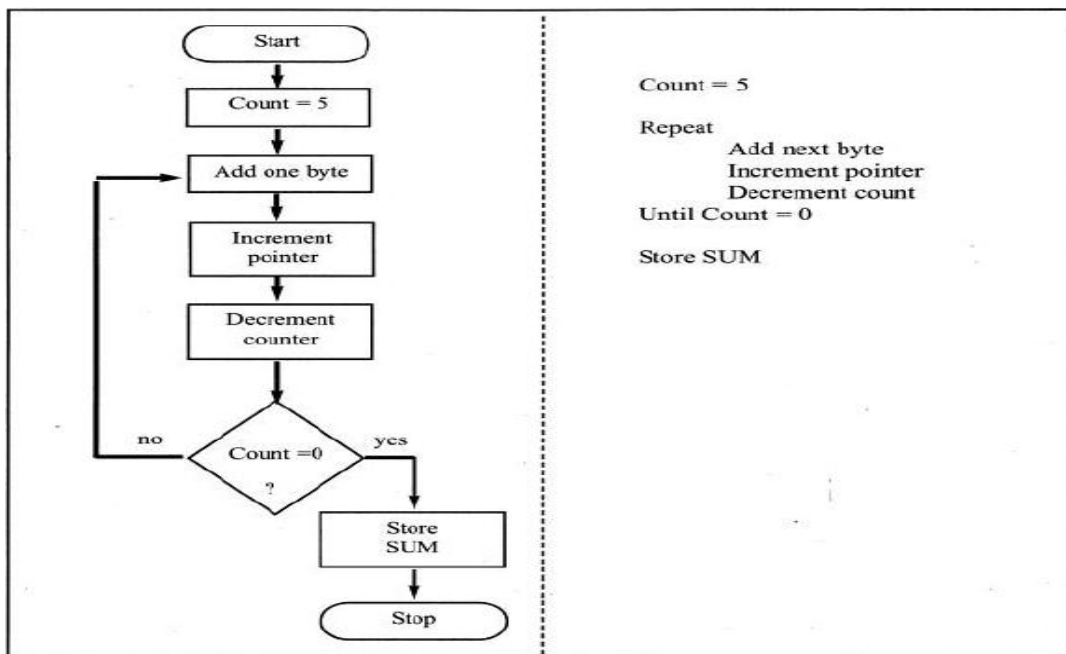 Start
Count = 5
Add one byte
Increment
pointer
Decrement
counter
no
Count =0
?
yes
Store
SUM
Stop
Count = 5
Repeat
Add next byte
Increment pointer
Decrement count
Until Count = 0
Store SUM